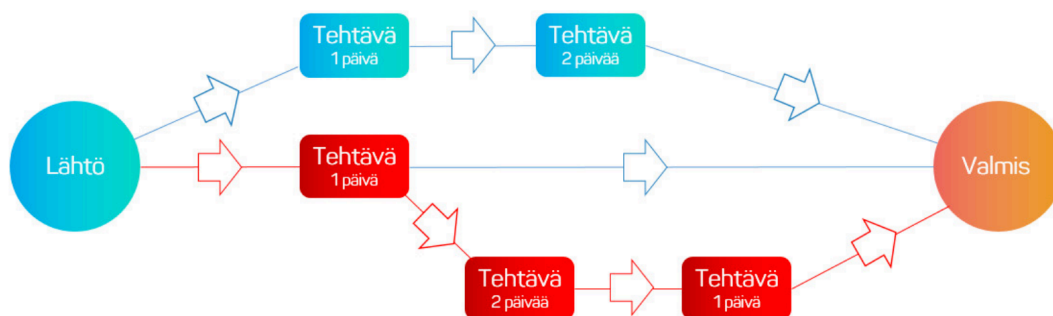 Tehtävä
1 päivä
Tehtävä
2 päivää
Lähtö
Tehtävä
1 päivä
Valmis
Tehtävä
2 päivää
Tehtävä
1 päivä